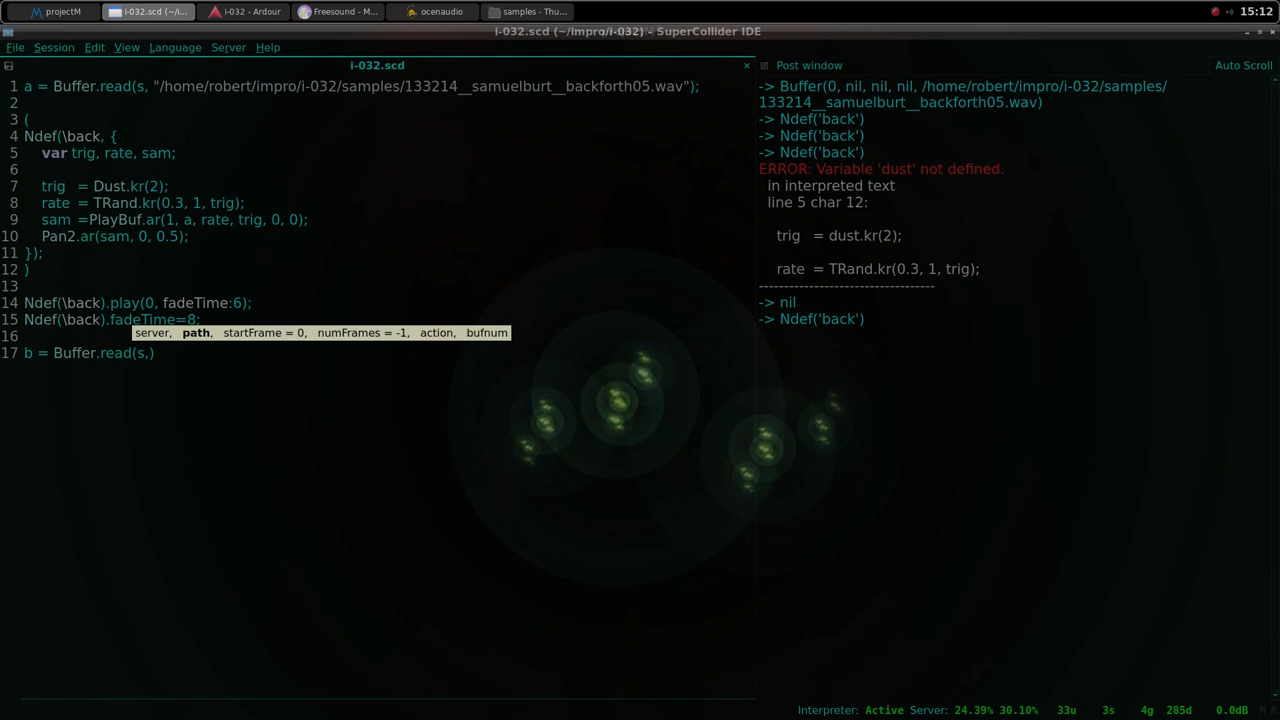 projectM
i-032.scd (~/i...
i-032 - Ardour
Freesound - M...
ocenaudio
samples - Thu...
15:12
i-032.scd (~/impro/i-032) - SuperCollider IDE
File Session Edit View Language Server Help
i-032.scd
Post window
Auto Scroll
1 a = Buffer.read(s, "/home/robert/impro/i-032/samples/133214__samuelburt__backforth05.wav");
2
3 (
4 Ndef(\back, {
5 var trig, rate, sam;
6
7 trig = Dust.kr(2);
8 rate = TRand.kr(0.3, 1, trig);
9 sam =PlayBuf.ar(1, a, rate, trig, 0, 0);
10 Pan2.ar(sam, 0, 0.5);
11 });
12 )
13
14 Ndef(\back).play(0, fadeTime:6);
15 Ndef(\back).fadeTime=8;
16
server, path, startFrame = 0, numFrames = -1, action, bufnum
17 b = Buffer.read(s,)
-> Buffer(0, nil, nil, nil, /home/robert/impro/i-032/samples/
133214__samuelburt__backforth05.wav)
-> Ndef('back')
-> Ndef('back')
-> Ndef('back')
ERROR: Variable 'dust' not defined.
in interpreted text
line 5 char 12:
trig = dust.kr(2);
rate = TRand.kr(0.3, 1, trig);
-----------------------------------
-> nil
-> Ndef('back')
Interpreter: Active Server: 24.39% 30.10% 33u 3s 4g 285d 0.0dB